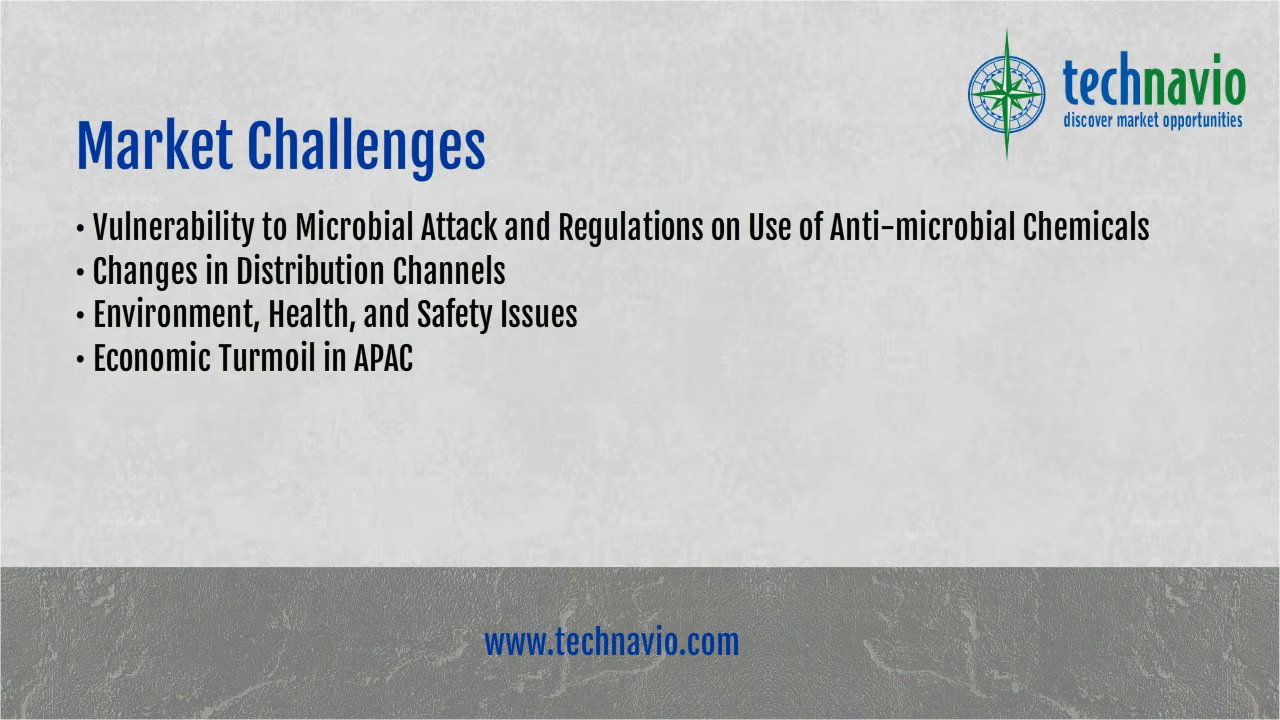 technavio
discover market opportunities
Market Challenges
• Vulnerability to Microbial Attack and Regulations on Use of Anti-microbial Chemicals
• Changes in Distribution Channels
• Environment, Health, and Safety Issues
• Economic Turmoil in APAC
www.technavio.com